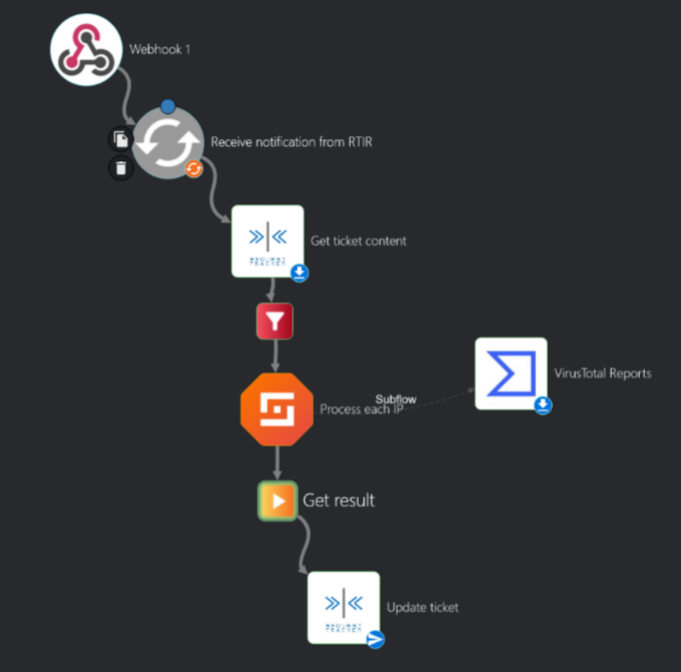 Webhook 1
Receive notification from RTIR
Get ticket content
Process each IP
Subflow
VirusTotal Reports
Get result
Update ticket